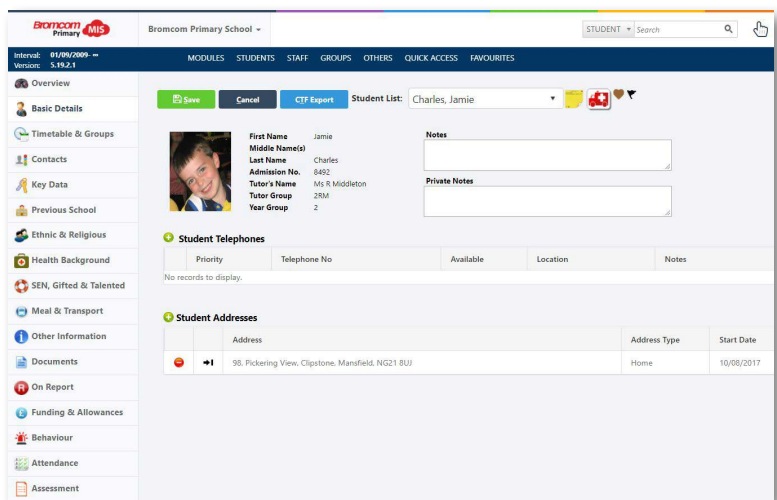 Bromcom
Primary MIS
Bromcom Primary School
STUDENT Search
Interval: 01/09/2009- --
Version: 5.19.2.1
MODULES STUDENTS STAFF GROUPS OTHERS QUICK ACCESS FAVOURITES
Overview
Basic Details
Timetable & Groups
Contacts
Key Data
Previous School
Ethnic & Religious
Health Background
SEN, Gifted & Talented
Meal & Transport
Other Information
Documents
On Report
Funding & Allowances
Behaviour
Attendance
Assessment
Save Cancel CTF Export Student List: Charles, Jamie
First Name Jamie
Middle Name(s)
Last Name Charles
Admission No. 8492
Tutor's Name Ms R Middleton
Tutor Group 2RM
Year Group 2
Notes
Private Notes
Student Telephones
Priority Telephone No Available Location Notes
No records to display.
Student Addresses
Address Address Type Start Date
98, Pickering View, Clipstone, Mansfield, NG21 8UJ Home 10/08/2017